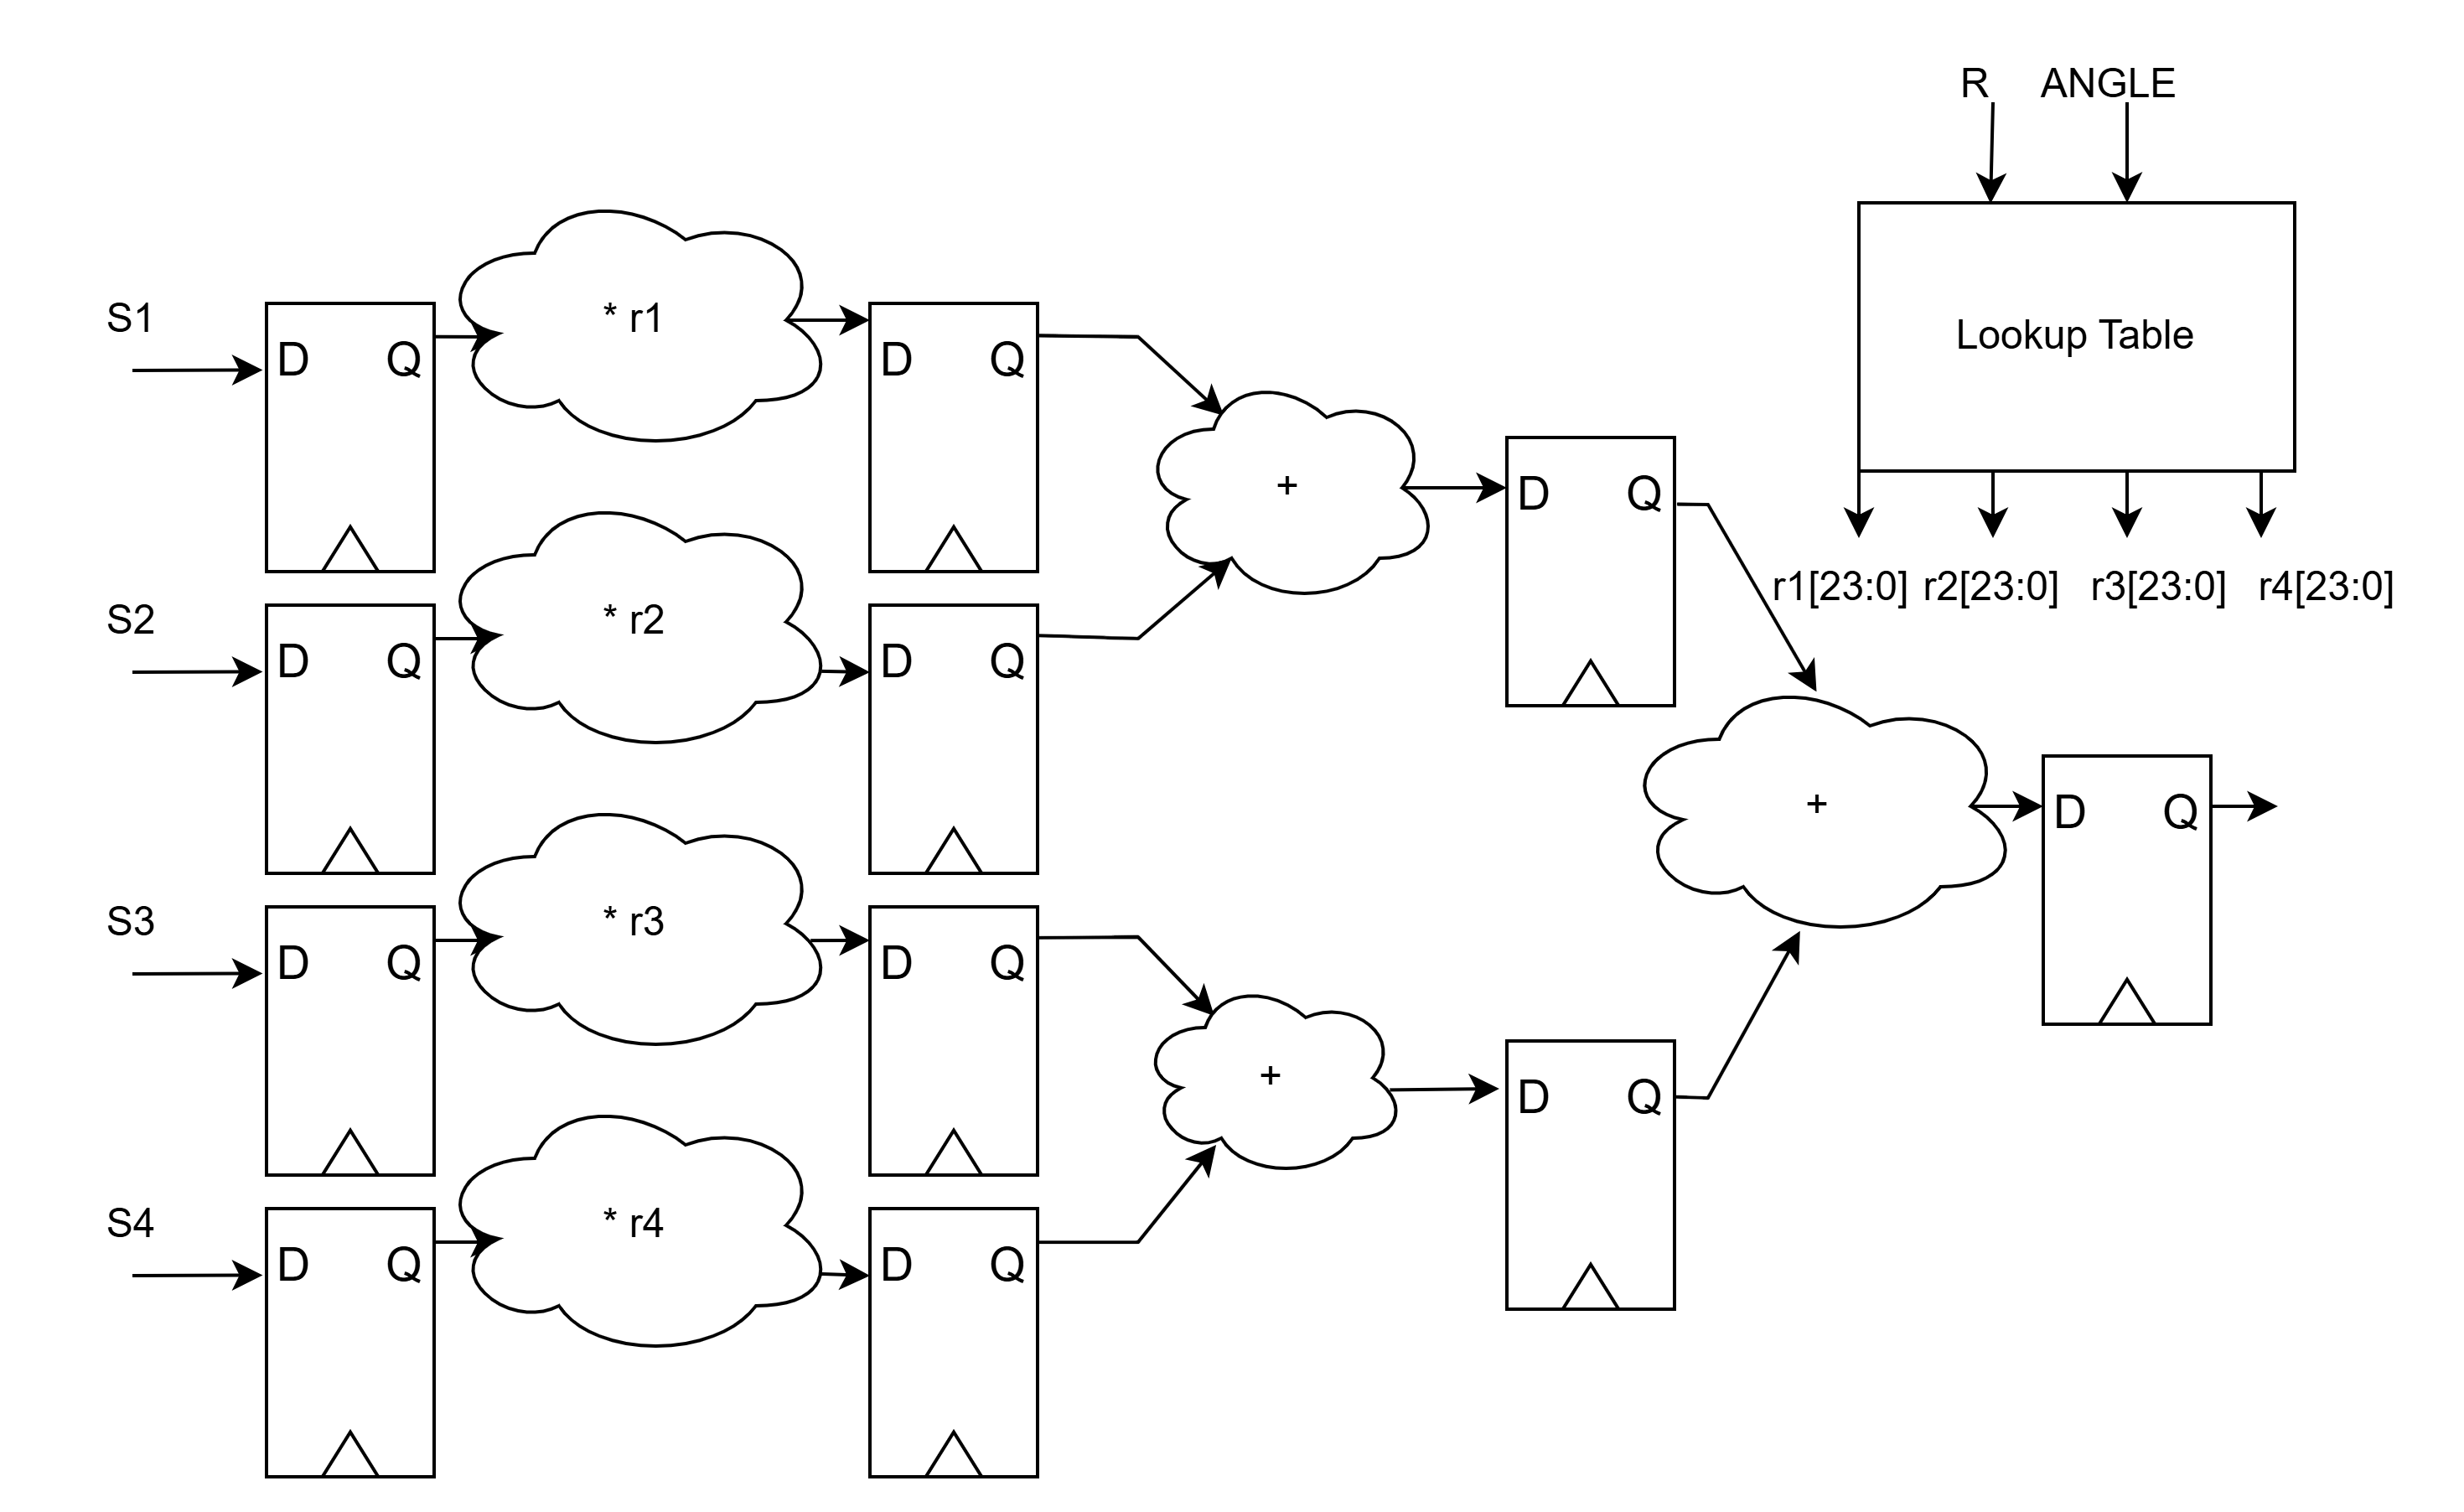 R ANGLE
S1
D Q
* r1
D Q
Lookup Table
+
D Q
r1[23:0] r2[23:0] r3[23:0] r4[23:0]
S2
D Q
* r2
D Q
+
D Q
S3
D Q
* r3
D Q
+
D Q
S4
D Q
* r4
D Q